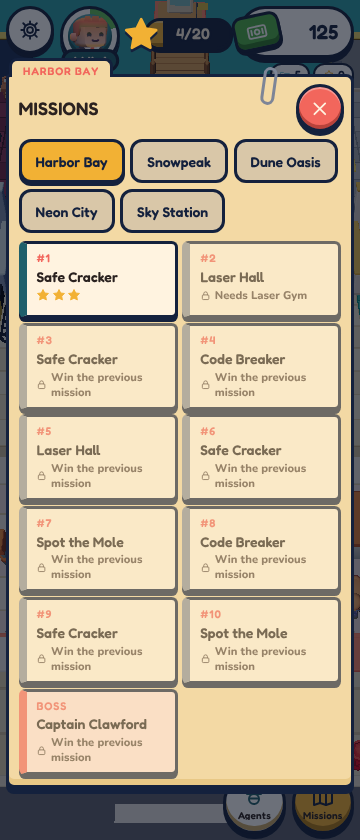 4/20
125
HARBOR BAY
MISSIONS
Harbor Bay
Snowpeak
Dune Oasis
Neon City
Sky Station
#1
Safe Cracker
#2
Laser Hall
Needs Laser Gym
#3
Safe Cracker
Win the previous
mission
#4
Code Breaker
Win the previous
mission
#5
Laser Hall
Win the previous
mission
#6
Safe Cracker
Win the previous
mission
#7
Spot the Mole
Win the previous
mission
#8
Code Breaker
Win the previous
mission
#9
Safe Cracker
Win the previous
mission
#10
Spot the Mole
Win the previous
mission
BOSS
Captain Clawford
Win the previous
mission
Agents
Missions